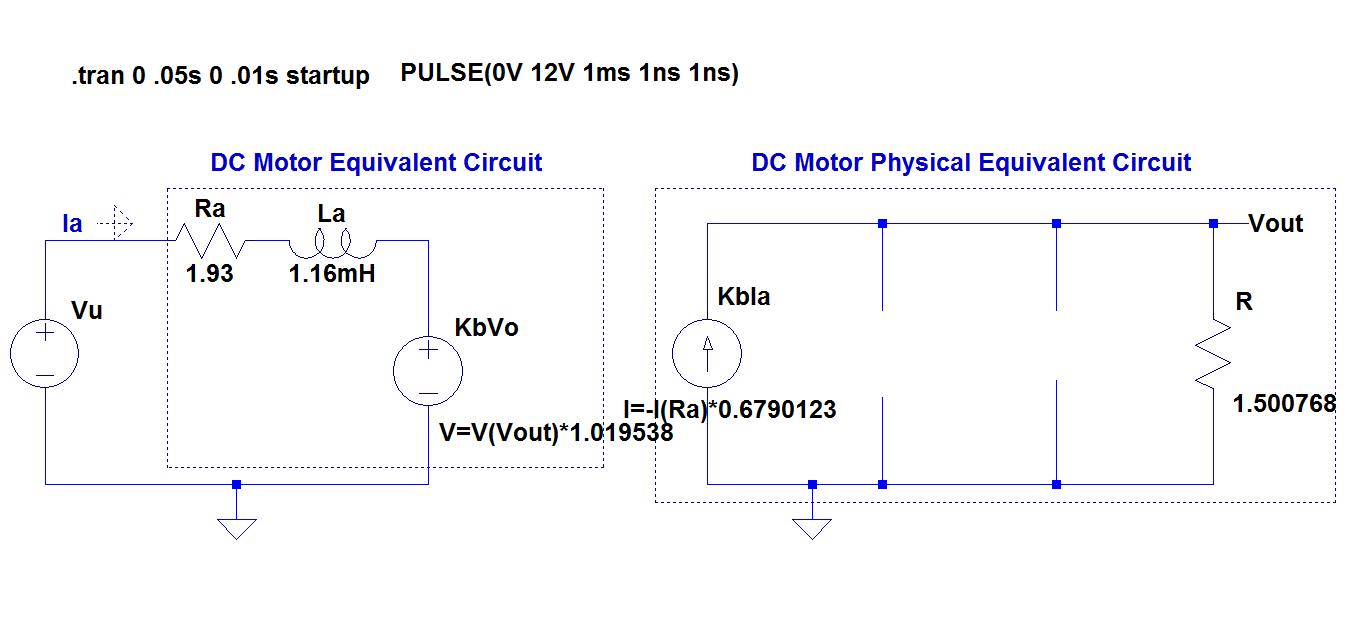 .tran 0 .05s 0 .01s startup
PULSE(0V 12V 1ms 1ns 1ns)
DC Motor Equivalent Circuit
DC Motor Physical Equivalent Circuit
Ia
Ra
La
1.93
1.16mH
Vu
KbVo
V=V(Vout)*1.019538
Vout
KbIa
I=-I(Ra)*0.6790123
R
1.500768